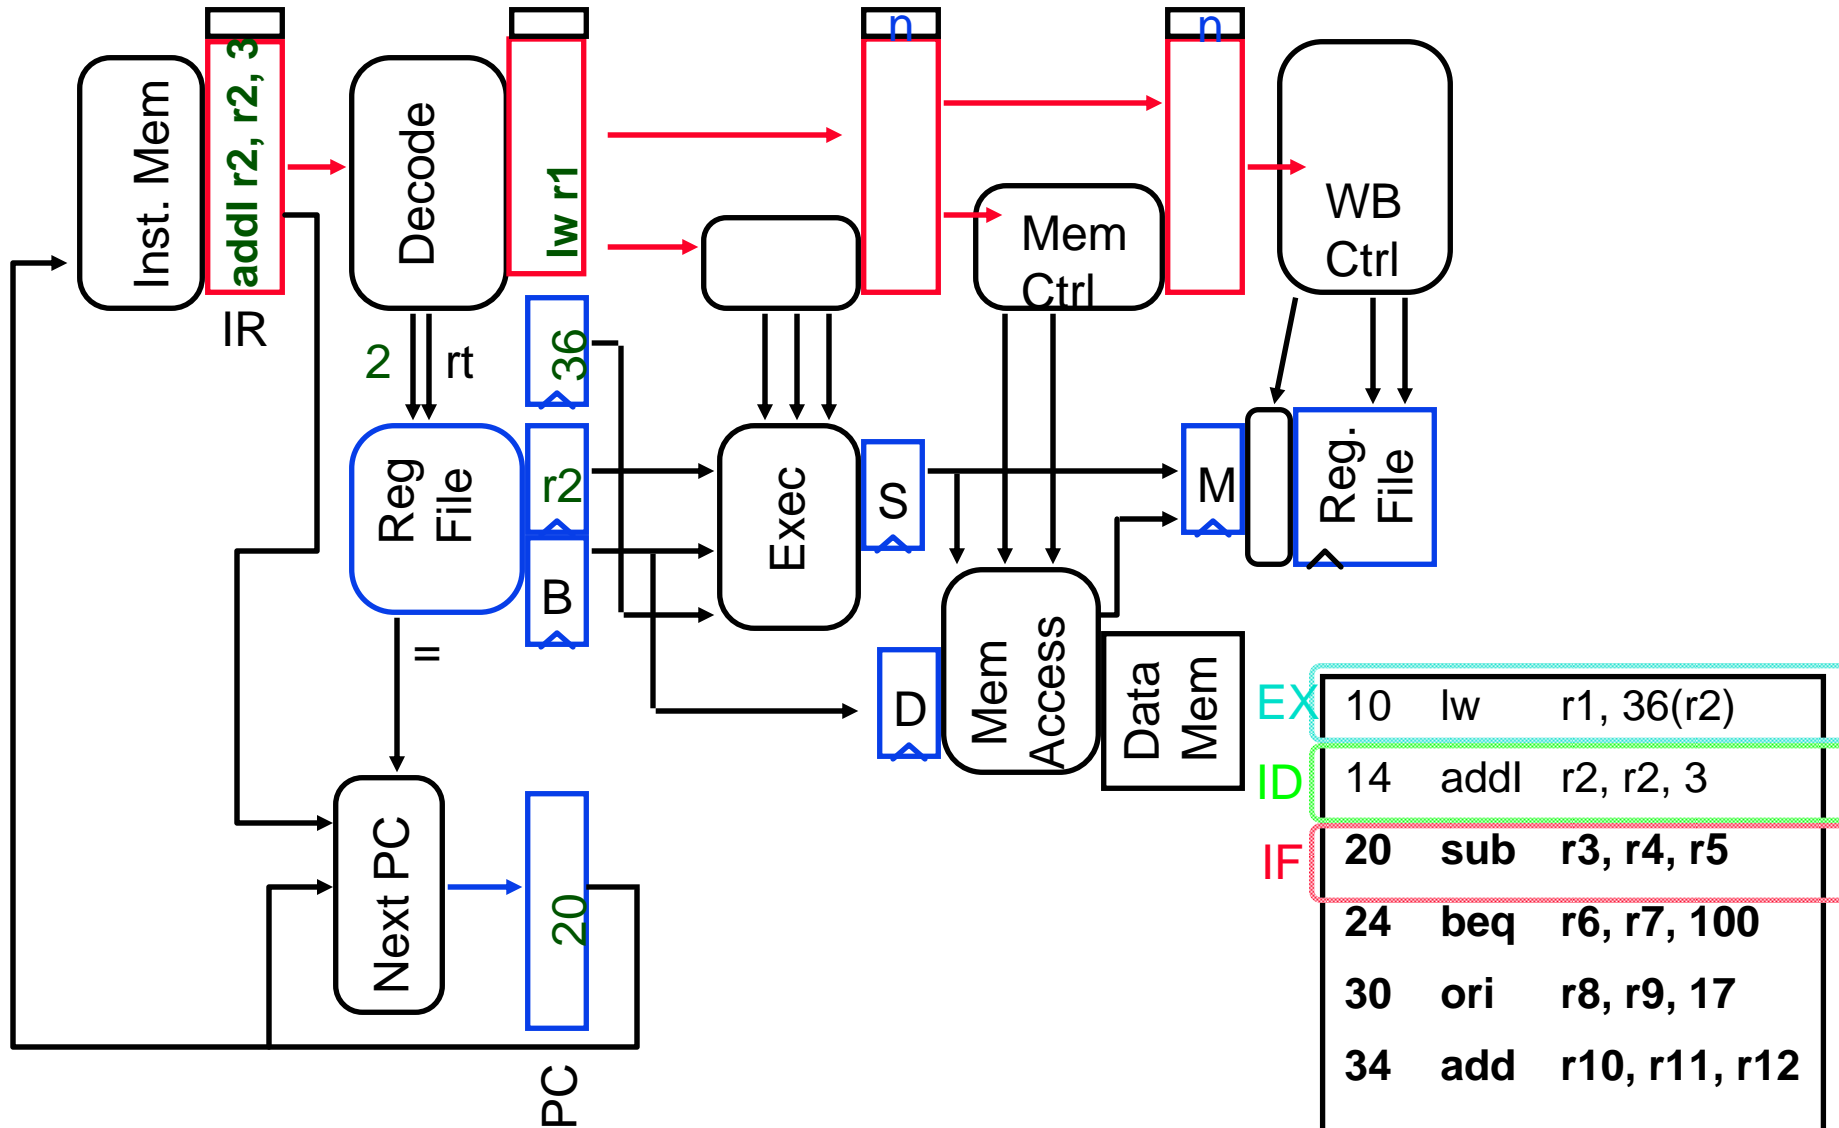 n
n
Inst. Mem
addI r2, r2, 3
Decode
lw r1
Mem
Ctrl
WB
Ctrl
IR
2
rt
36
Reg
File
r2
B
Exec
S
M
Reg.
File
=
D
Mem
Access
Data
Mem
Next PC
20
PC
EX
10 lw r1, 36(r2)
ID
14 addI r2, r2, 3
IF
20 sub r3, r4, r5
24 beq r6, r7, 100
30 ori r8, r9, 17
34 add r10, r11, r12